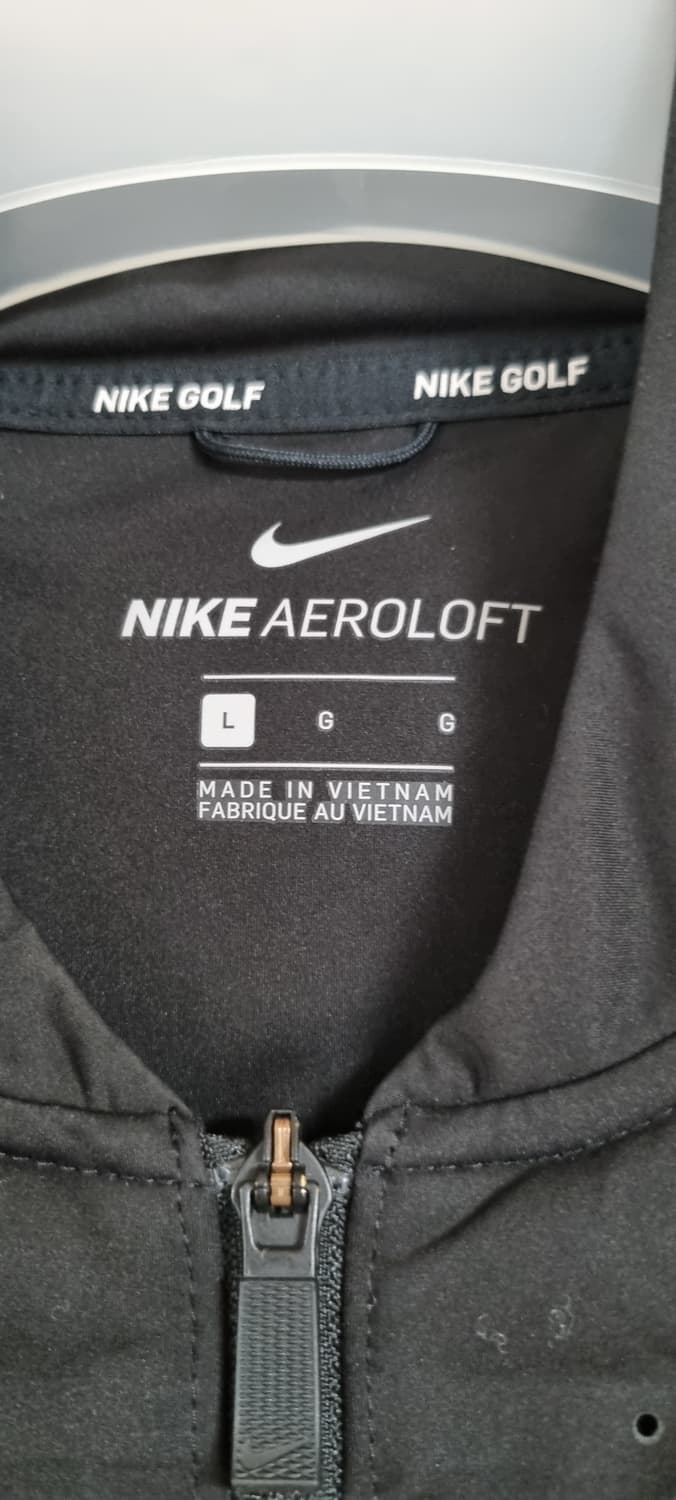 NIKE GOLF NIKE GOLF
NIKE AEROLOFT
L G G
MADE IN VIETNAM
FABRIQUE AU VIETNAM